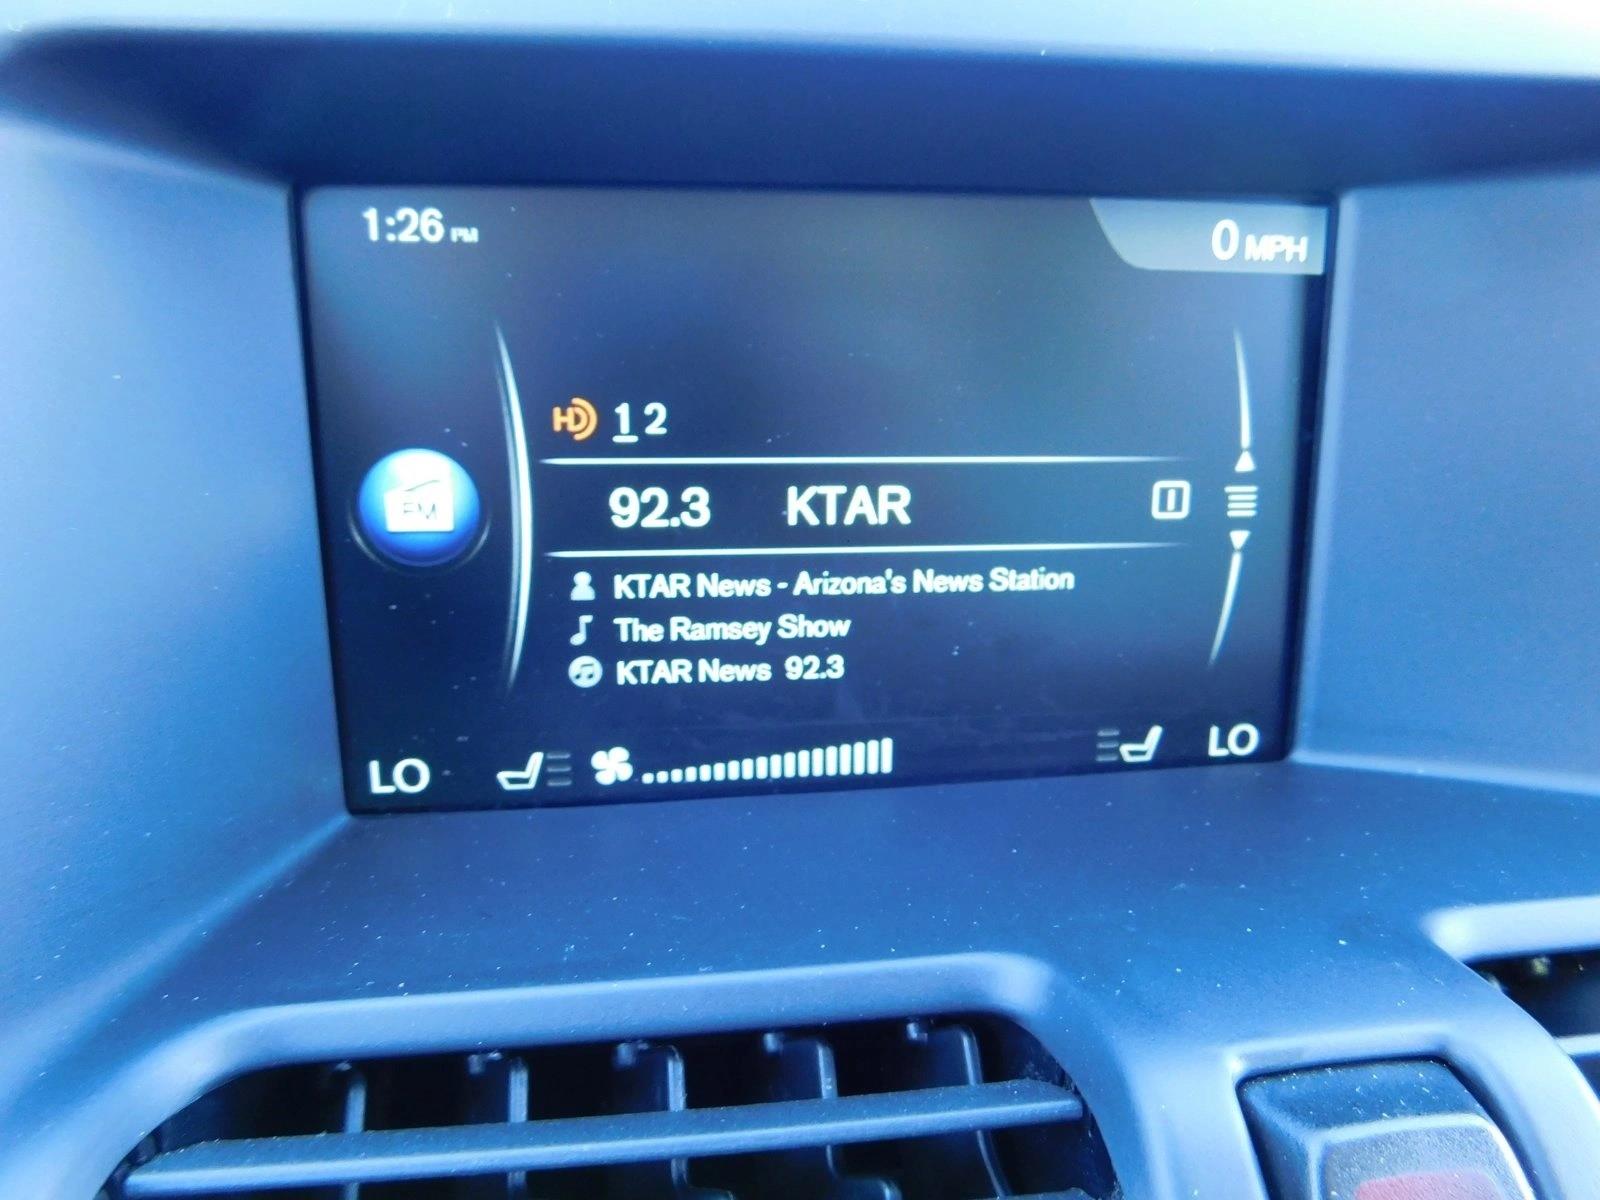 1:26 PM
0 MPH
HD 1 2
FM
92.3 KTAR
KTAR News - Arizona's News Station
The Ramsey Show
KTAR News 92.3
LO LO